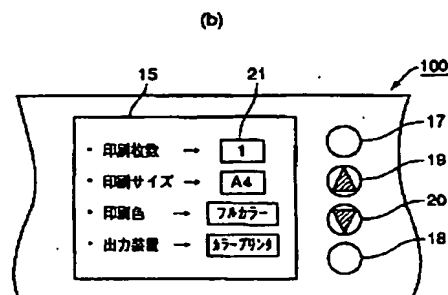 (b)
15
21
100
・ 印刷枚数 → 1
・ 印刷サイズ → A4
・ 印刷色 → フルカラー
・ 出力装置 → カラープリンタ
17
19
20
18